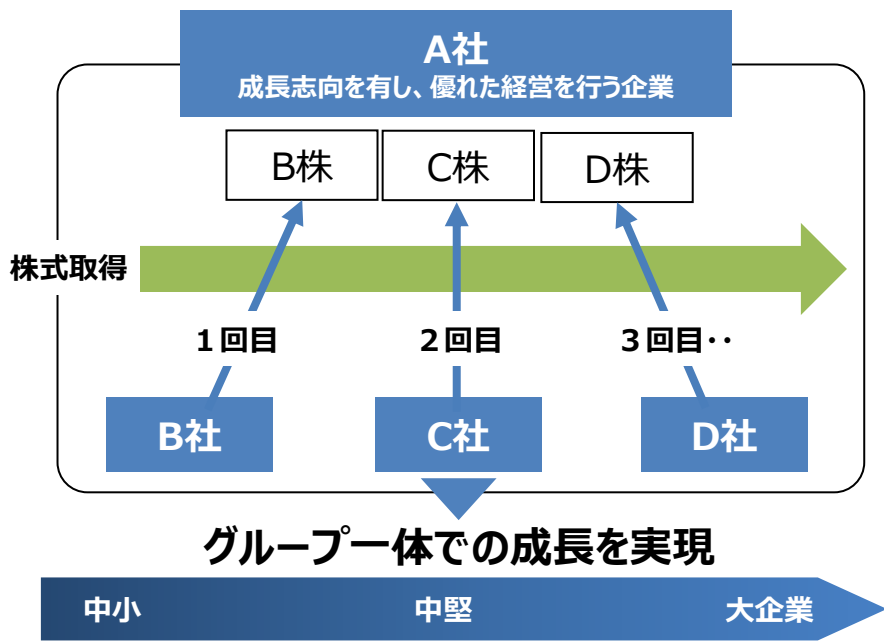 A社
成長志向を有し、優れた経営を行う企業
B株
C株
D株
株式取得
１回目
２回目
３回目･･
B社
C社
D社
グループ一体での成長を実現
中小
中堅
大企業